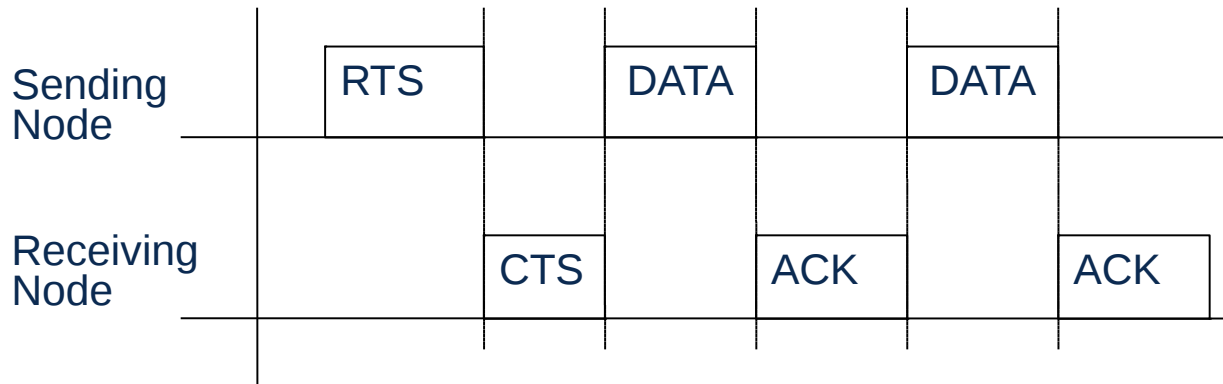 Sending
Node
RTS
DATA
DATA
Receiving
Node
CTS
ACK
ACK